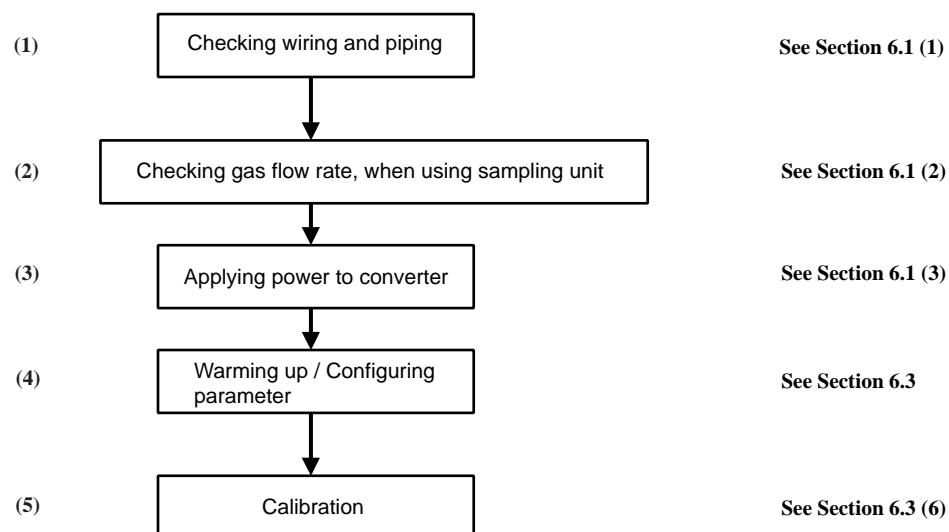 (1) Checking wiring and piping See Section 6.1 (1)
(2) Checking gas flow rate, when using sampling unit See Section 6.1 (2)
(3) Applying power to converter See Section 6.1 (3)
(4) Warming up / Configuring
parameter See Section 6.3
(5) Calibration See Section 6.3 (6)